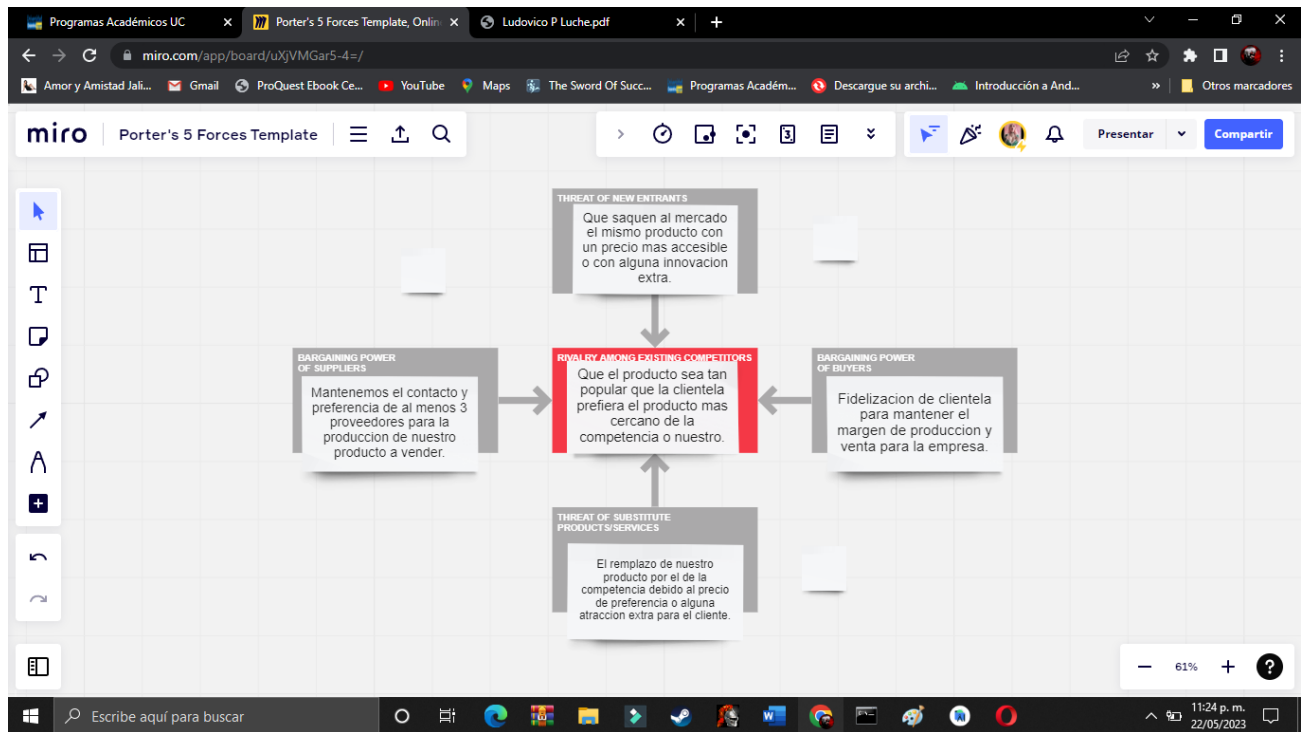 Programas Académicos UC
Porter's 5 Forces Template, Onlin
Ludovico P Luche.pdf
miro.com/app/board/uXjVMGar5-4=/
Amor y Amistad Jali...
Gmail
ProQuest Ebook Ce...
YouTube
Maps
The Sword Of Succ...
Programas Académ...
Descargue su archi...
Introducción a And...
»
Otros marcadores
miro
Porter's 5 Forces Template
3
Presentar
Compartir
THREAT OF NEW ENTRANTS
Que saquen al mercado
el mismo producto con
un precio mas accesible
o con alguna innovacion
extra.
BARGAINING POWER
OF SUPPLIERS
Mantenemos el contacto y
preferencia de al menos 3
proveedores para la
produccion de nuestro
producto a vender.
RIVALRY AMONG EXISTING COMPETITORS
Que el producto sea tan
popular que la clientela
prefiera el producto mas
cercano de la
competencia o nuestro.
BARGAINING POWER
OF BUYERS
Fidelizacion de clientela
para mantener el
margen de produccion y
venta para la empresa.
THREAT OF SUBSTITUTE
PRODUCTS/SERVICES
El remplazo de nuestro
producto por el de la
competencia debido al precio
de preferencia o alguna
atraccion extra para el cliente.
61%
?
Escribe aquí para buscar
11:24 p. m.
22/05/2023